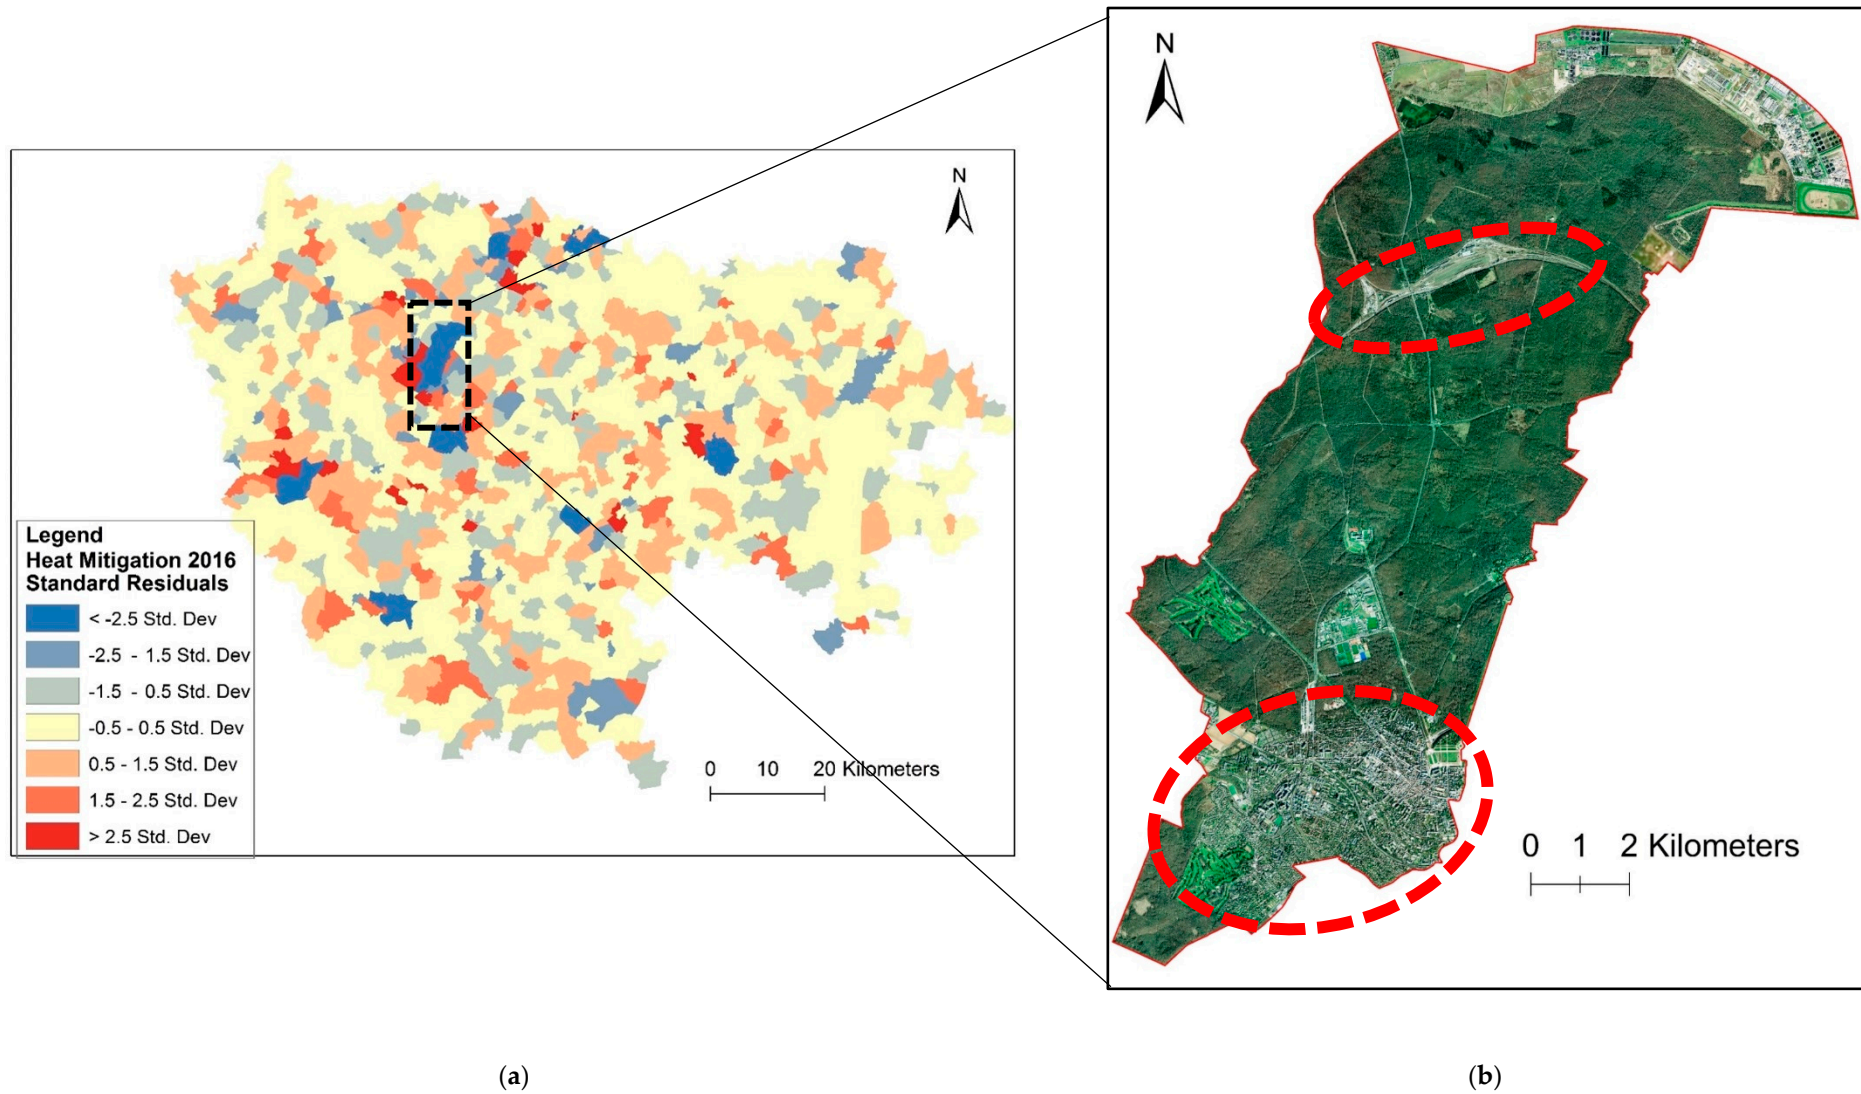 N
N
Legend
Heat Mitigation 2016
Standard Residuals
< -2.5 Std. Dev
-2.5 - 1.5 Std. Dev
-1.5 - 0.5 Std. Dev
-0.5 - 0.5 Std. Dev
0.5 - 1.5 Std. Dev
1.5 - 2.5 Std. Dev
> 2.5 Std. Dev
0 10 20 Kilometers
0 1 2 Kilometers
(a)
(b)